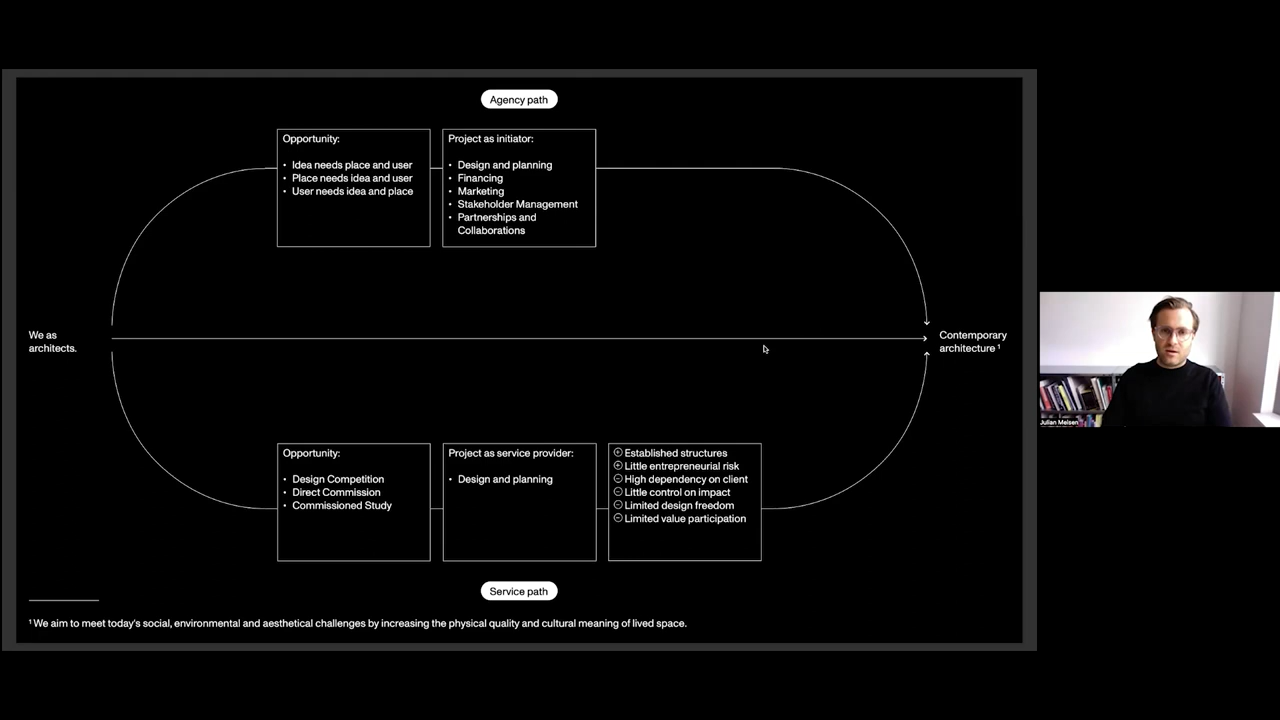 Agency path
Opportunity:
• Idea needs place and user
• Place needs idea and user
• User needs idea and place
Project as initiator:
• Design and planning
• Financing
• Marketing
• Stakeholder Management
• Partnerships and
Collaborations
We as
architects.
Contemporary
architecture ¹
Julian Meisen
Opportunity:
• Design Competition
• Direct Commission
• Commissioned Study
Project as service provider:
• Design and planning
⊕ Established structures
⊕ Little entrepreneurial risk
⊖ High dependency on client
⊖ Little control on impact
⊖ Limited design freedom
⊖ Limited value participation
Service path
¹ We aim to meet today's social, environmental and aesthetical challenges by increasing the physical quality and cultural meaning of lived space.